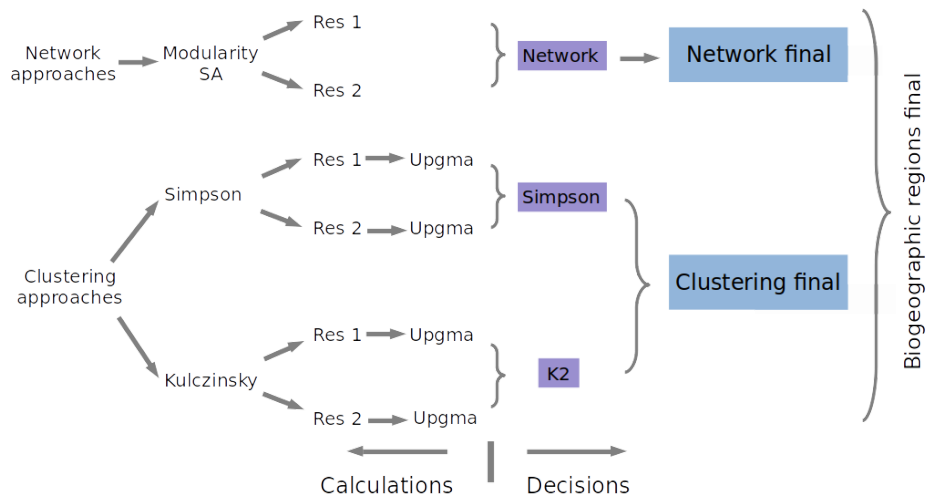 Network
approaches
Modularity
SA
Res 1
Res 2
Network
Network final
Clustering
approaches
Simpson
Res 1
Upgma
Res 2
Upgma
Simpson
Kulczinsky
Res 1
Upgma
Res 2
Upgma
K2
Clustering final
Biogeographic regions final
Calculations
Decisions